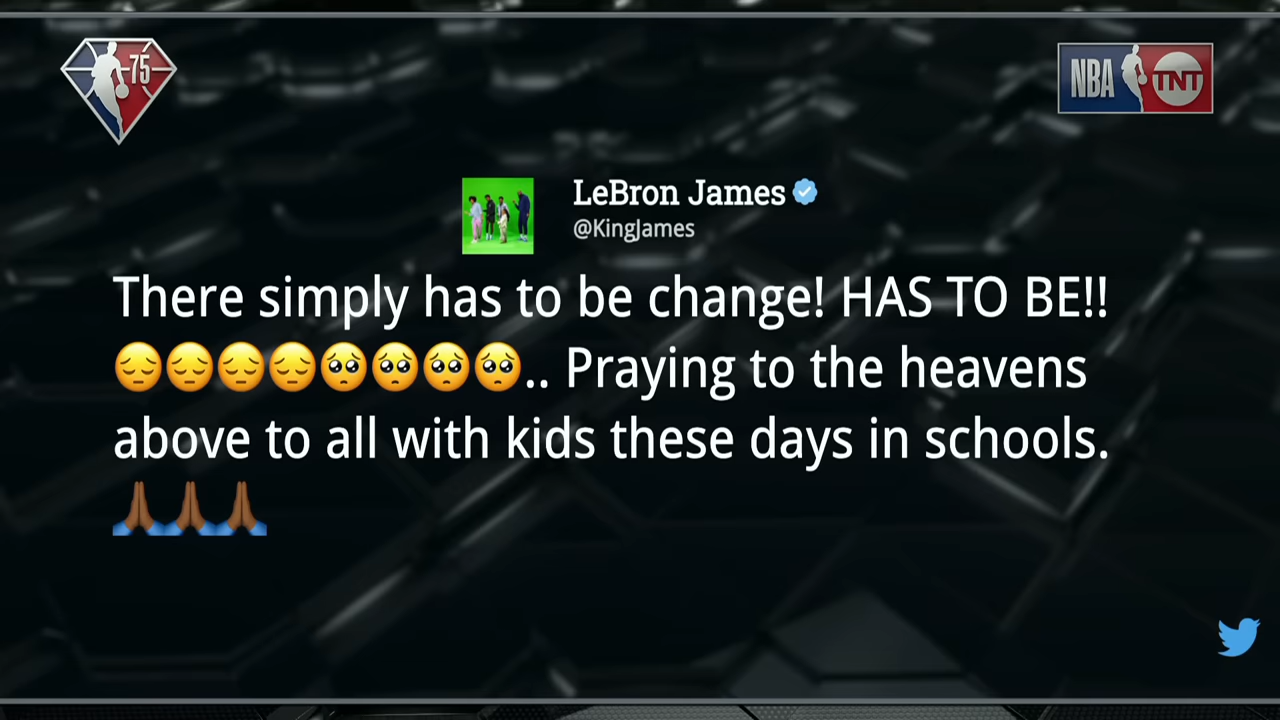 75
NBA TNT
LeBron James
@KingJames
There simply has to be change! HAS TO BE!!
😔😔😔😔🥺🥺🥺🥺.. Praying to the heavens
above to all with kids these days in schools.
🙏🏾🙏🏾🙏🏾